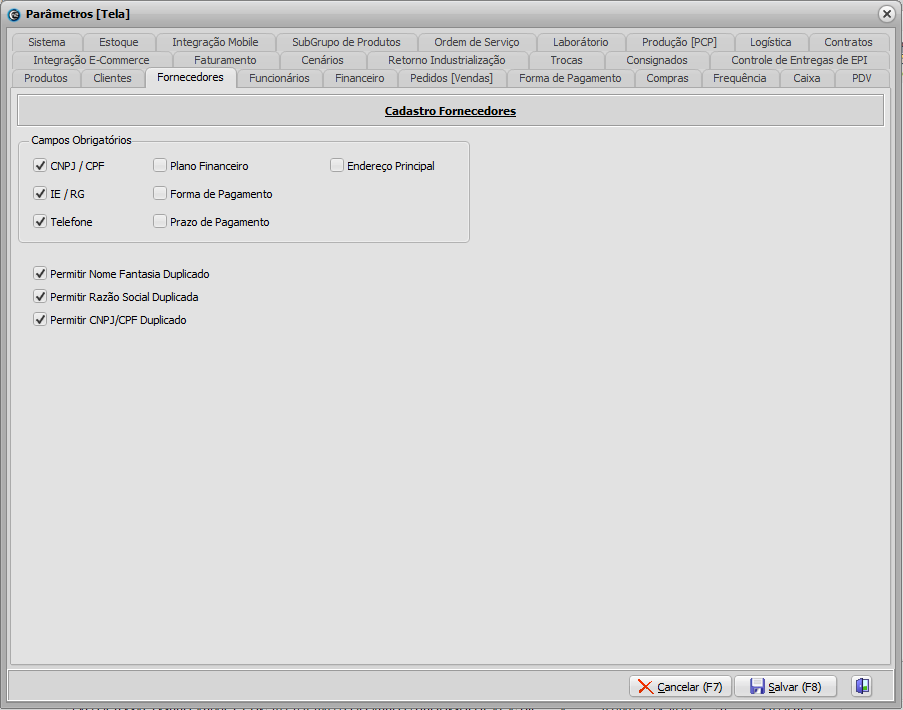 Parâmetros [Tela]
Sistema Estoque Integração Mobile SubGrupo de Produtos Ordem de Serviço Laborátorio Produção [PCP] Logística Contratos
Integração E-Commerce Faturamento Cenários Retorno Industrialização Trocas Consignados Controle de Entregas de EPI
Produtos Clientes Fornecedores Funcionários Financeiro Pedidos [Vendas] Forma de Pagamento Compras Frequência Caixa PDV
Cadastro Fornecedores
Campos Obrigatórios
CNPJ / CPF Plano Financeiro Endereço Principal
IE / RG Forma de Pagamento
Telefone Prazo de Pagamento
Permitir Nome Fantasia Duplicado
Permitir Razão Social Duplicada
Permitir CNPJ/CPF Duplicado
Cancelar (F7) Salvar (F8)